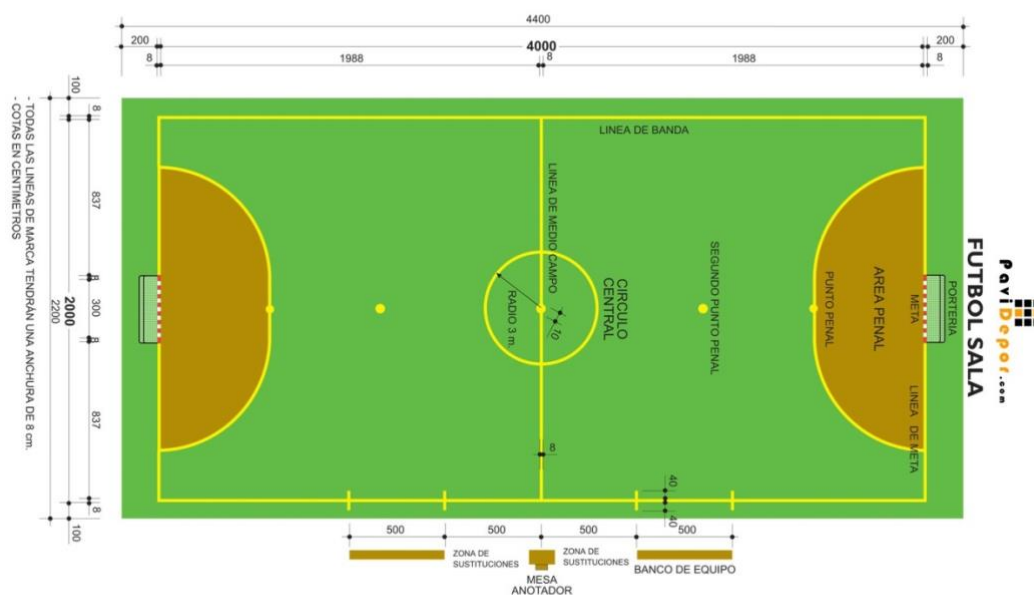 4400
200
4000
200
8
1988
8
1988
8
100
8
837
8
300
8
837
8
100
2000
2200
- TODAS LAS LINEAS DE MARCA TENDRÁN UNA ANCHURA DE 8 cm.
- COTAS EN CENTIMETROS
LINEA DE BANDA
LINEA DE MEDIO CAMPO
CIRCULO
CENTRAL
RADIO 3 m.
10
SEGUNDO PUNTO PENAL
PUNTO PENAL
AREA PENAL
META
PORTERIA
LINEA DE META
FUTBOL SALA
PaviDepor.com
8
40
40
500
500
500
500
ZONA DE
SUSTITUCIONES
MESA
ANOTADOR
ZONA DE
SUSTITUCIONES
BANCO DE EQUIPO